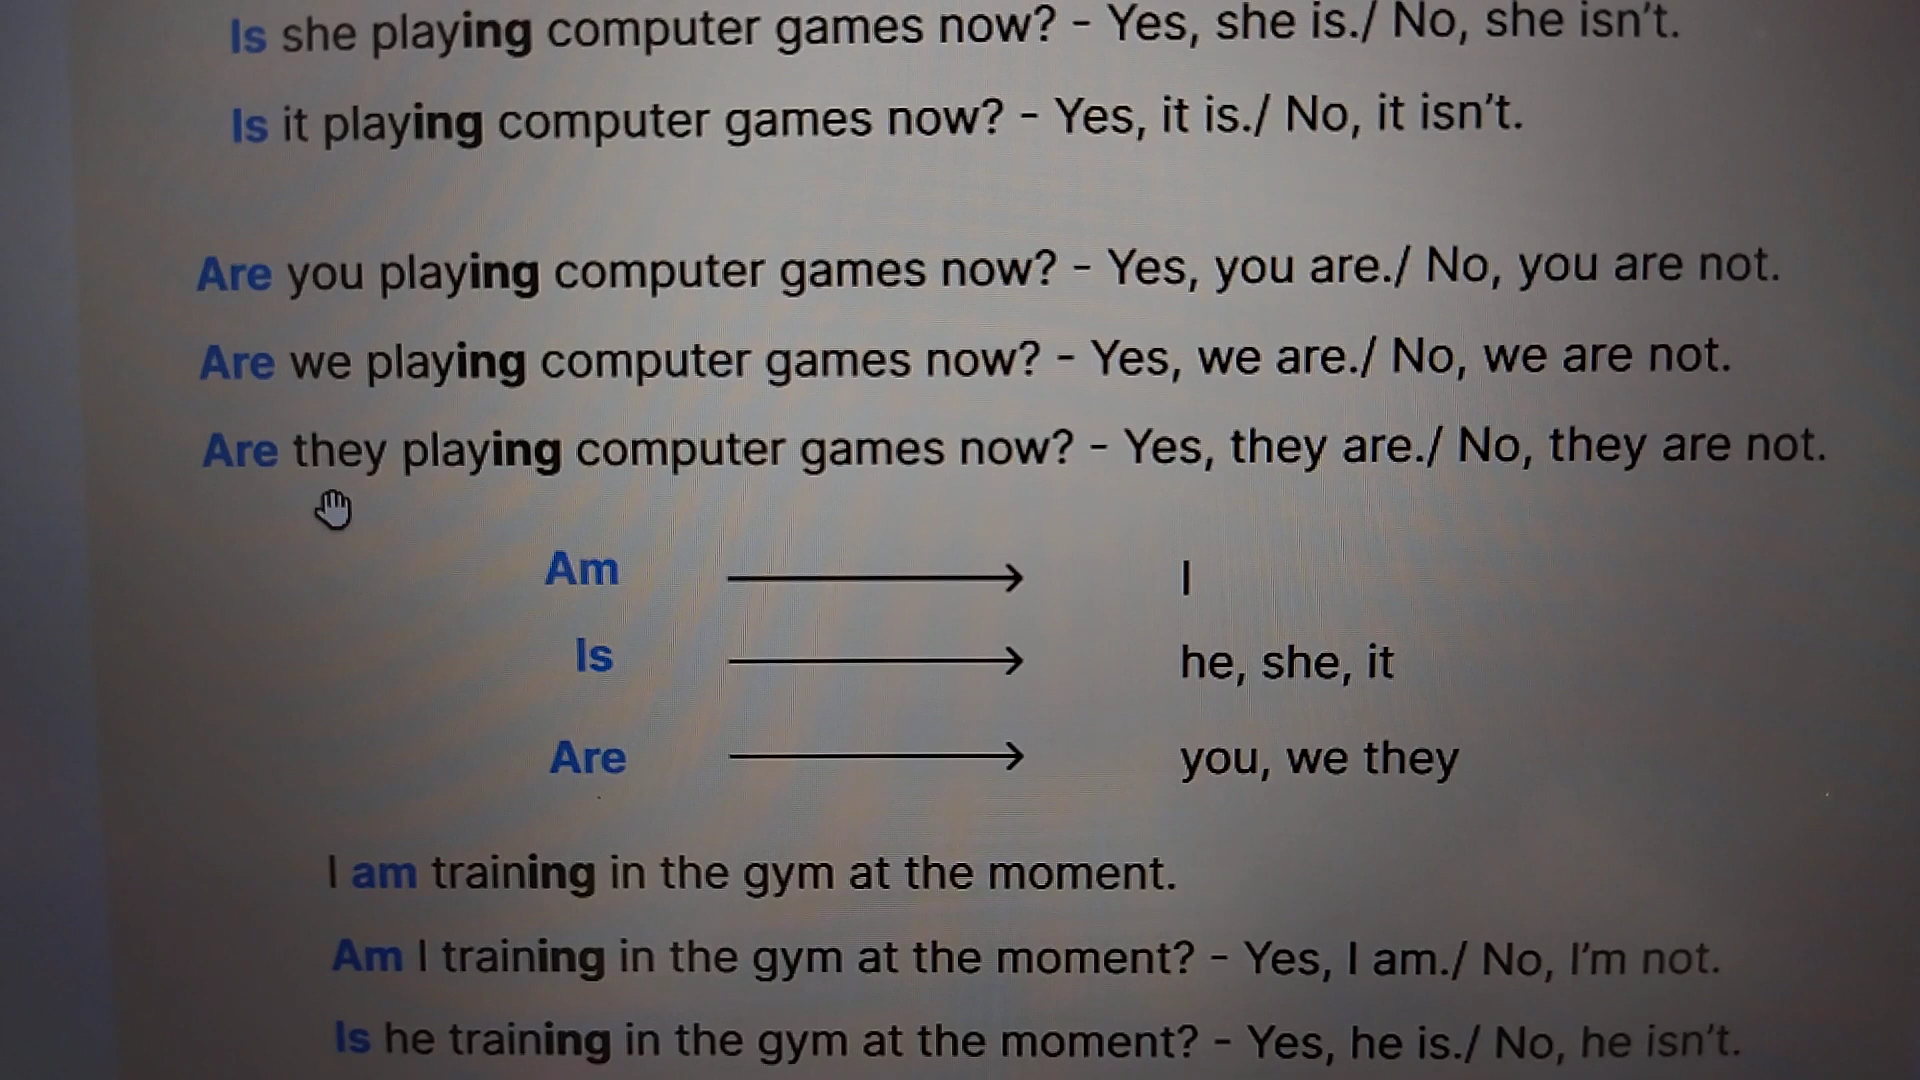 Is she playing computer games now? - Yes, she is./ No, she isn't.
Is it playing computer games now? - Yes, it is./ No, it isn't.
Are you playing computer games now? - Yes, you are./ No, you are not.
Are we playing computer games now? - Yes, we are./ No, we are not.
Are they playing computer games now? - Yes, they are./ No, they are not.
Am I
Is he, she, it
Are you, we they
I am training in the gym at the moment.
Am I training in the gym at the moment? - Yes, I am./ No, I'm not.
Is he training in the gym at the moment? - Yes, he is./ No, he isn't.